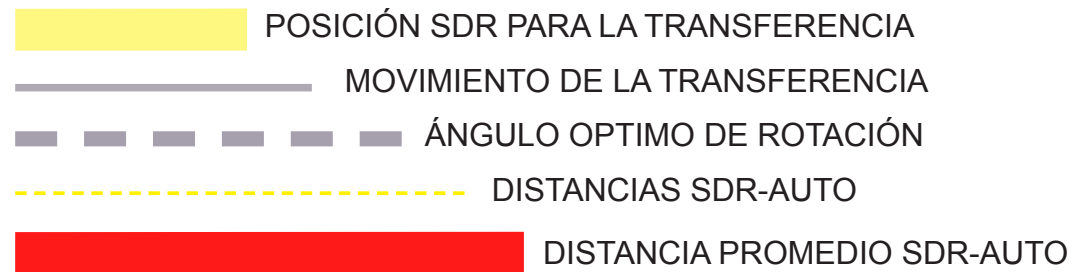 POSICIÓN SDR PARA LA TRANSFERENCIA
MOVIMIENTO DE LA TRANSFERENCIA
ÁNGULO OPTIMO DE ROTACIÓN
DISTANCIAS SDR-AUTO
DISTANCIA PROMEDIO SDR-AUTO